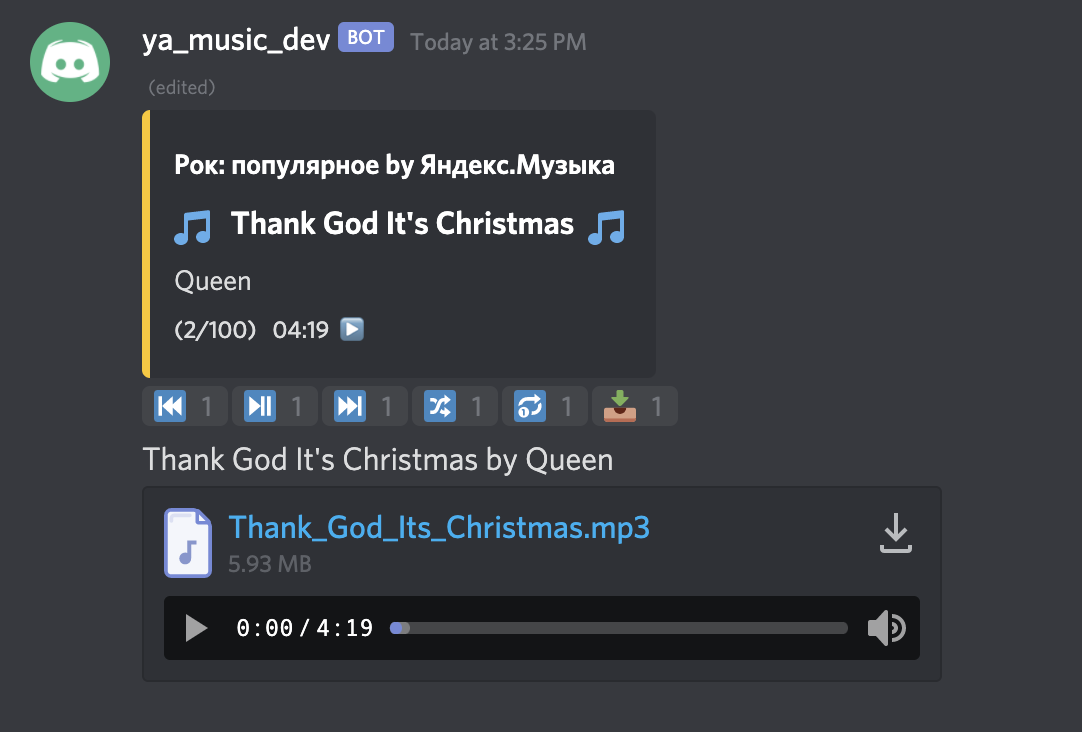 ya_music_dev BOT Today at 3:25 PM
(edited)
Рок: популярное by Яндекс.Музыка
Thank God It's Christmas
Queen
(2/100) 04:19
1 1 1 1 1 1
Thank God It's Christmas by Queen
Thank_God_Its_Christmas.mp3
5.93 MB
0:00 / 4:19